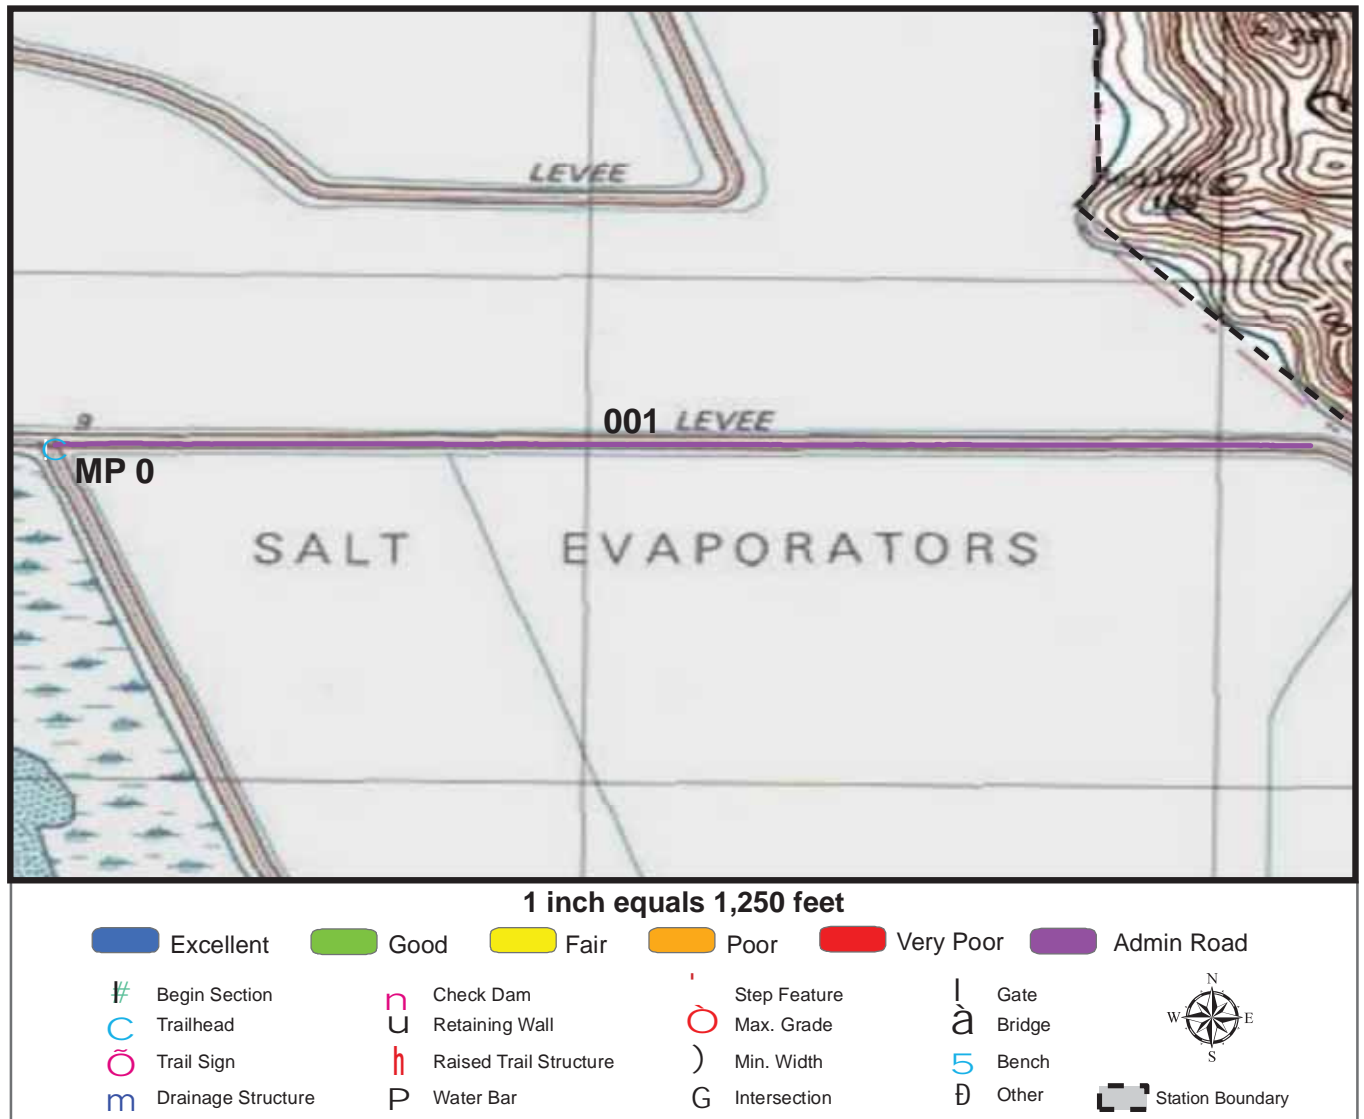 LEVEE
100
9
001 LEVEE
C
MP 0
SALT EVAPORATORS
1 inch equals 1,250 feet
Excellent Good Fair Poor Very Poor Admin Road
# Begin Section n Check Dam ' Step Feature l Gate N
C Trailhead u Retaining Wall Ò Max. Grade à Bridge W E
Õ Trail Sign h Raised Trail Structure ) Min. Width 5 Bench S
m Drainage Structure P Water Bar G Intersection Ð Other Station Boundary